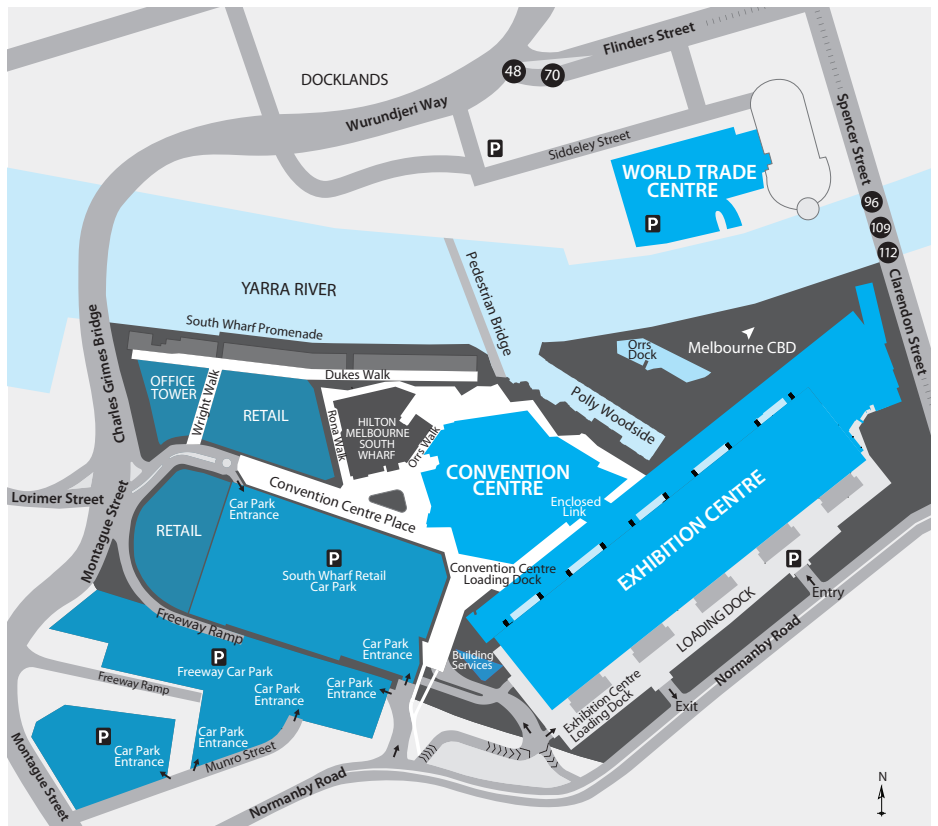 Flinders Street
48
70
DOCKLANDS
Wurundjeri Way
P
Siddeley Street
Spencer Street
WORLD TRADE
CENTRE
P
96
109
112
Clarendon Street
Pedestrian Bridge
YARRA RIVER
South Wharf Promenade
Charles Grimes Bridge
Orrs
Dock
Melbourne CBD
Dukes Walk
OFFICE
TOWER
Wright Walk
RETAIL
Rona Walk
HILTON
MELBOURNE
SOUTH
WHARF
Orrs Walk
Polly Woodside
CONVENTION
CENTRE
Enclosed
Link
EXHIBITION CENTRE
Lorimer Street
Montague Street
Car Park
Entrance
Convention Centre Place
RETAIL
P
South Wharf Retail
Car Park
Convention Centre
Loading Dock
P
Entry
LOADING DOCK
Normanby Road
Freeway Ramp
Car Park
Entrance
Building
Services
P
Freeway Car Park
Freeway Ramp
Car Park
Entrance
Car Park
Entrance
Exhibition Centre
Loading Dock
Exit
P
Car Park
Entrance
Car Park
Entrance
Munro Street
Montague Street
Normanby Road
N